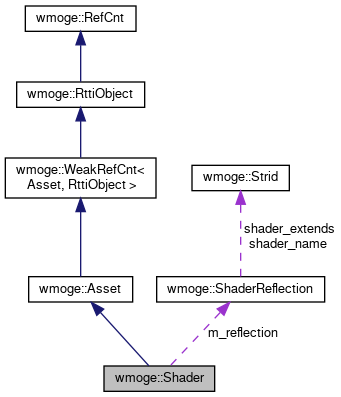 wmoge::RefCnt
wmoge::RttiObject
wmoge::WeakRefCnt<
Asset, RttiObject >
wmoge::Strid
shader_extends
shader_name
wmoge::Asset
wmoge::ShaderReflection
m_reflection
wmoge::Shader